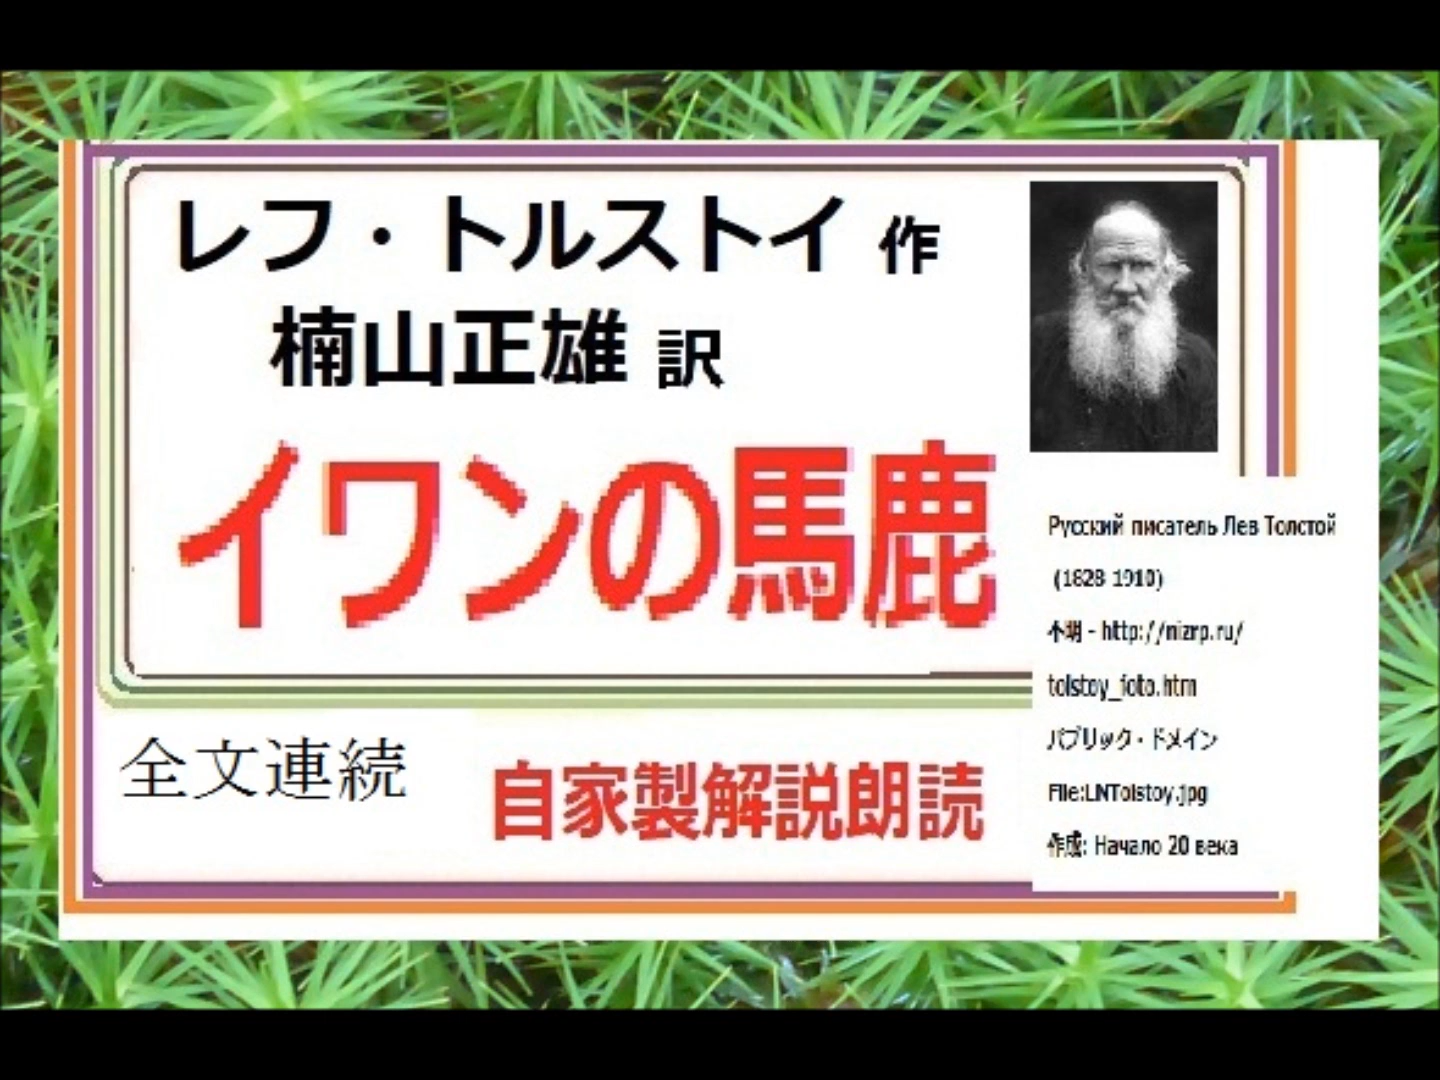 レフ・トルストイ 作
楠山正雄 訳
イワンの馬鹿
全文連続
自家製解説朗読
Русский писатель Лев Толстой
(1828-1910)
不明 - http://nizrp.ru/
tolstoy_foto.htm
パブリック・ドメイン
File:LNTolstoy.jpg
作成: Начало 20 века